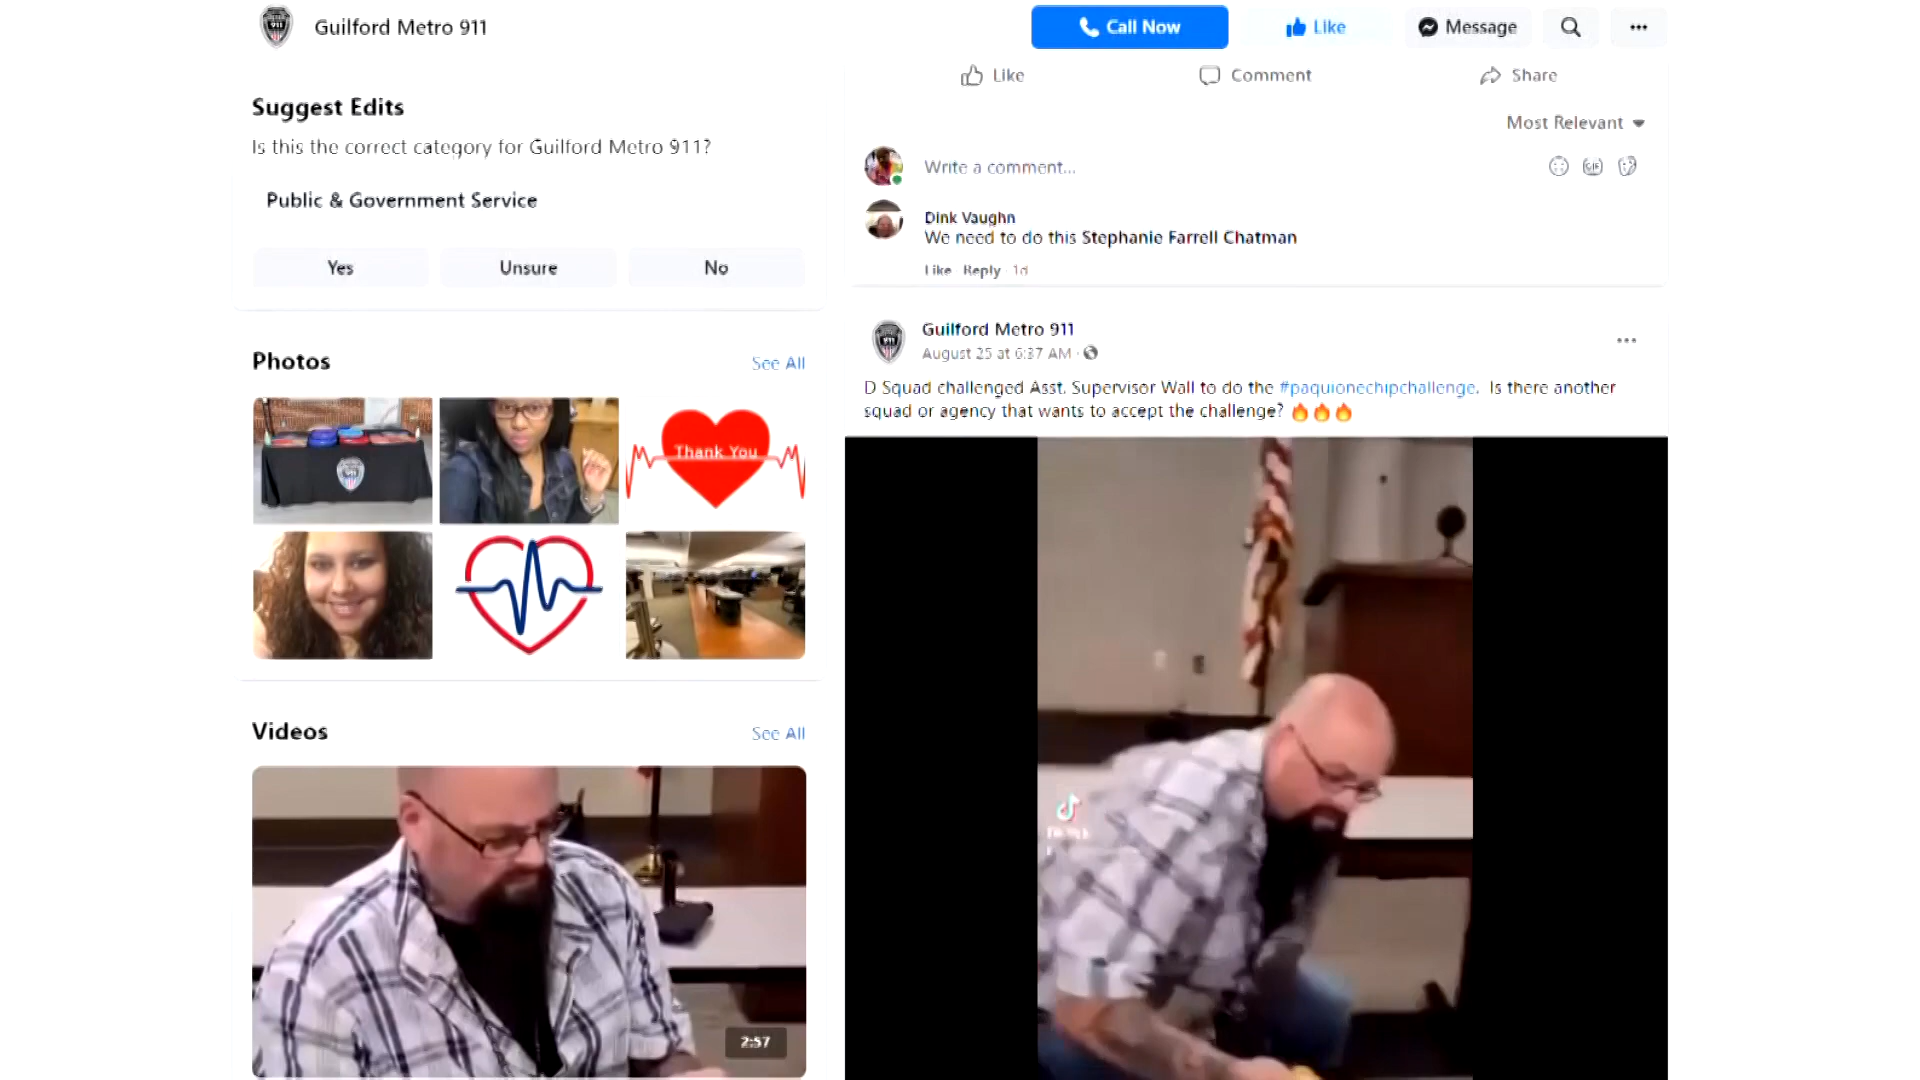 Guilford Metro 911
Call Now
Like
Message
Like
Comment
Share
Suggest Edits
Is this the correct category for Guilford Metro 911?
Public & Government Service
Yes
Unsure
No
Most Relevant
Write a comment...
GIF
Dink Vaughn
We need to do this Stephanie Farrell Chatman
Like · Reply · 1d
Photos
See All
911
Thank You
Videos
See All
2:57
Guilford Metro 911
August 25 at 6:37 AM ·
D Squad challenged Asst. Supervisor Wall to do the #paquionechipchallenge. Is there another
squad or agency that wants to accept the challenge? 🔥🔥🔥
TikTok